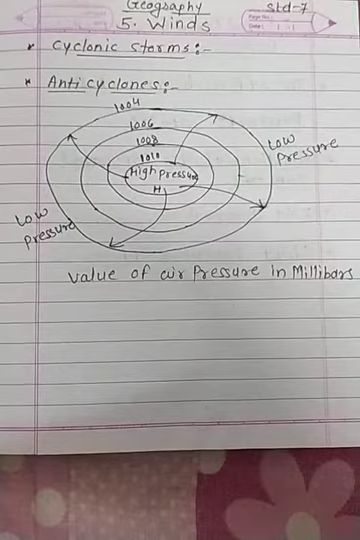 Geography
Std-7
5. Winds
* Cyclonic storms:-
* Anticyclones:-
1004
1006
1008
1010
High pressure
H
Low
Pressure
Low
Pressure
value of air Pressure in Millibars